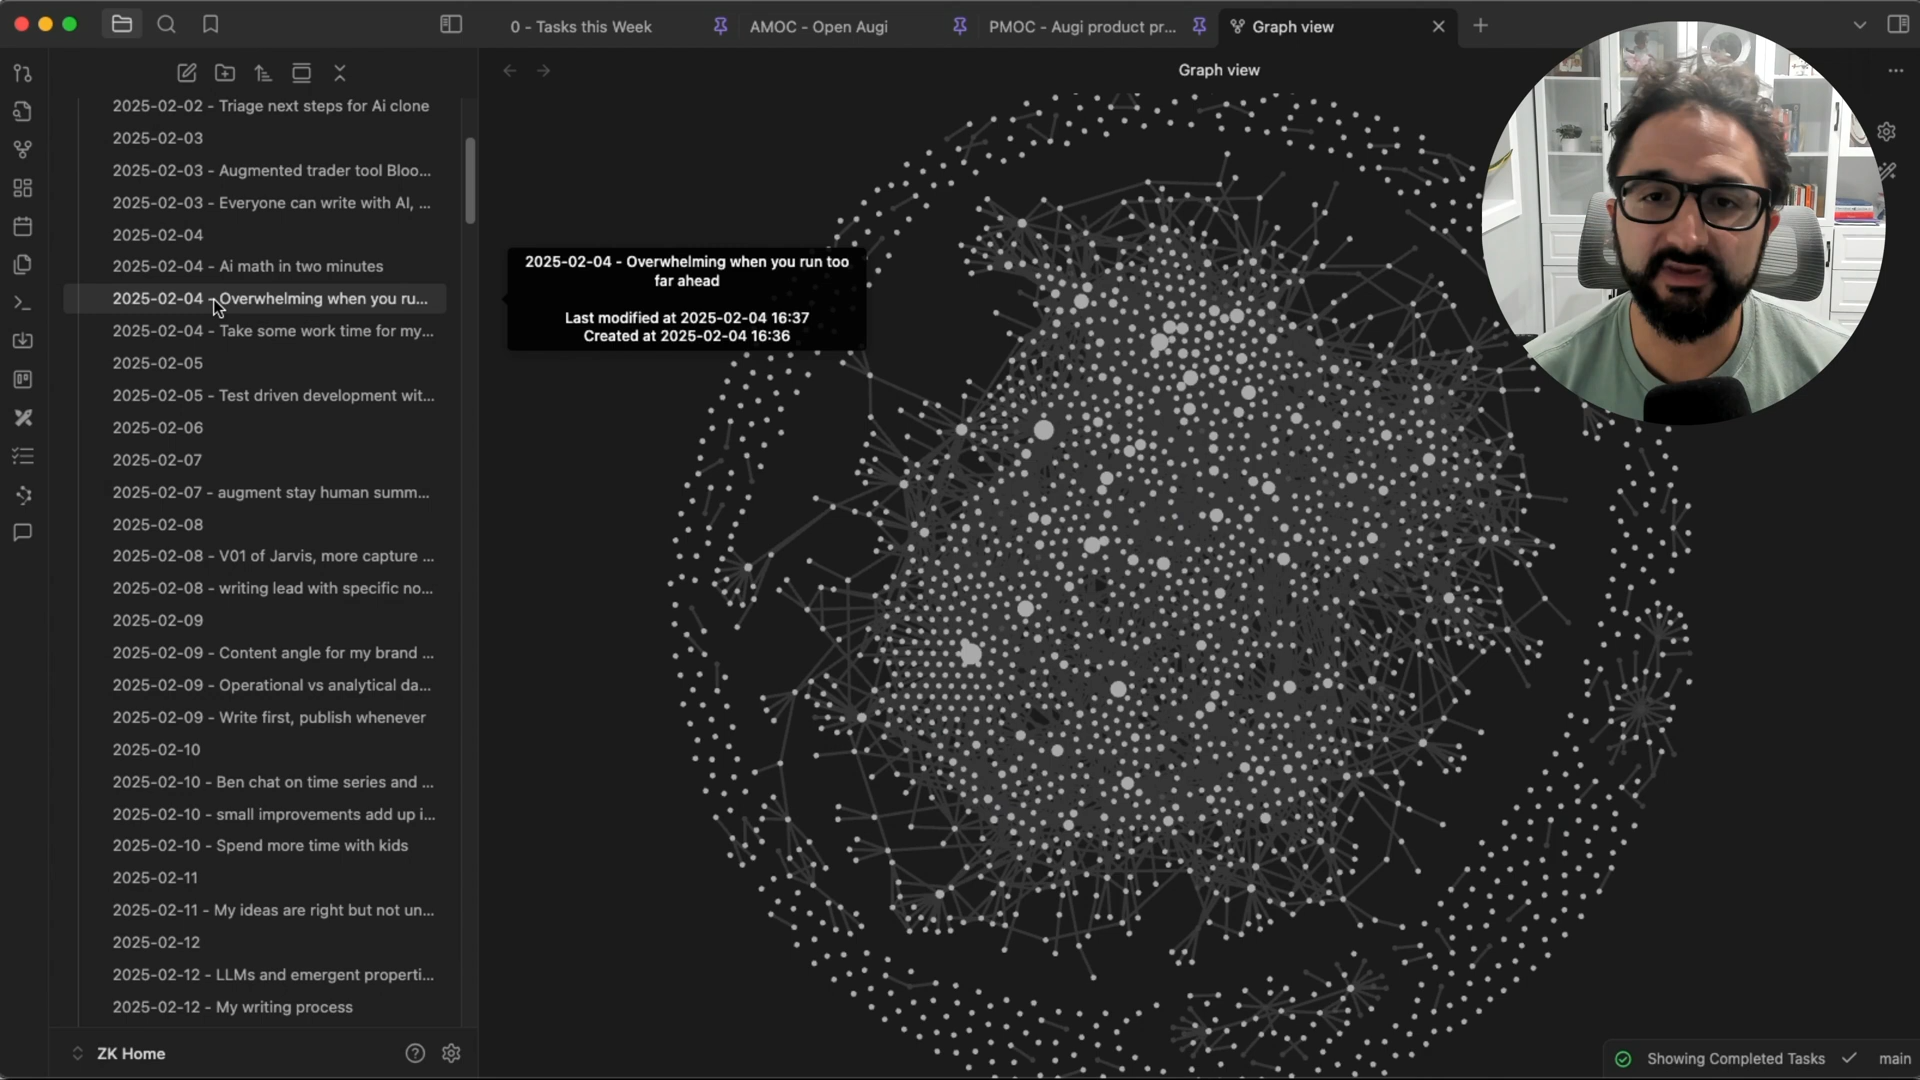 0 - Tasks this Week
AMOC - Open Augi
PMOC - Augi product pr...
Graph view
Graph view
2025-02-02 - Triage next steps for Ai clone
2025-02-03
2025-02-03 - Augmented trader tool Bloo...
2025-02-03 - Everyone can write with AI, ...
2025-02-04
2025-02-04 - Ai math in two minutes
2025-02-04 - Overwhelming when you ru...
2025-02-04 - Take some work time for my...
2025-02-05
2025-02-05 - Test driven development wit...
2025-02-06
2025-02-07
2025-02-07 - augment stay human summ...
2025-02-08
2025-02-08 - V01 of Jarvis, more capture ...
2025-02-08 - writing lead with specific no...
2025-02-09
2025-02-09 - Content angle for my brand ...
2025-02-09 - Operational vs analytical da...
2025-02-09 - Write first, publish whenever
2025-02-10
2025-02-10 - Ben chat on time series and ...
2025-02-10 - small improvements add up i...
2025-02-10 - Spend more time with kids
2025-02-11
2025-02-11 - My ideas are right but not un...
2025-02-12
2025-02-12 - LLMs and emergent properti...
2025-02-12 - My writing process
ZK Home
2025-02-04 - Overwhelming when you run too
far ahead
Last modified at 2025-02-04 16:37
Created at 2025-02-04 16:36
Showing Completed Tasks
main